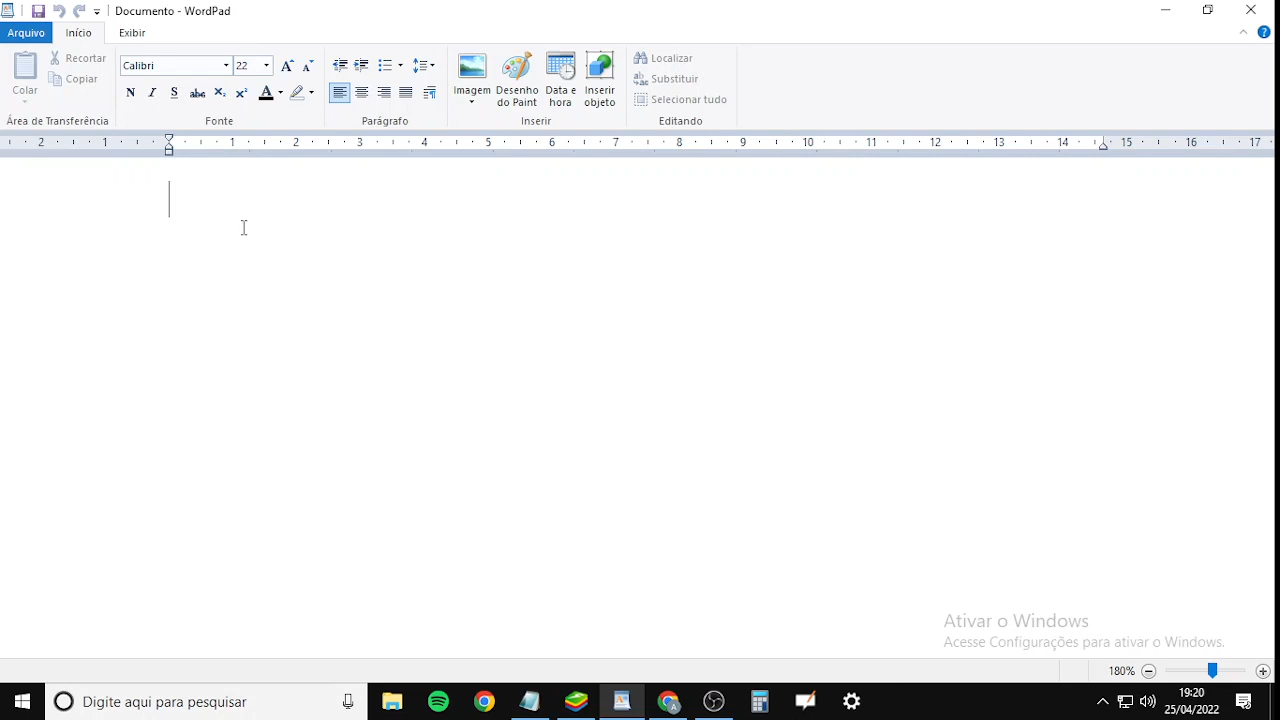 Documento - WordPad
Arquivo Início Exibir
Colar Recortar Copiar
Calibri 22
N I S abc X₂ X² A
Imagem Desenho do Paint Data e hora Inserir objeto
Localizar
Substituir
Selecionar tudo
Área de Transferência Fonte Parágrafo Inserir Editando
2 1 1 2 3 4 5 6 7 8 9 10 11 12 13 14 15 16 17
Ativar o Windows
Acesse Configurações para ativar o Windows.
180%
Digite aqui para pesquisar
19:20
25/04/2022